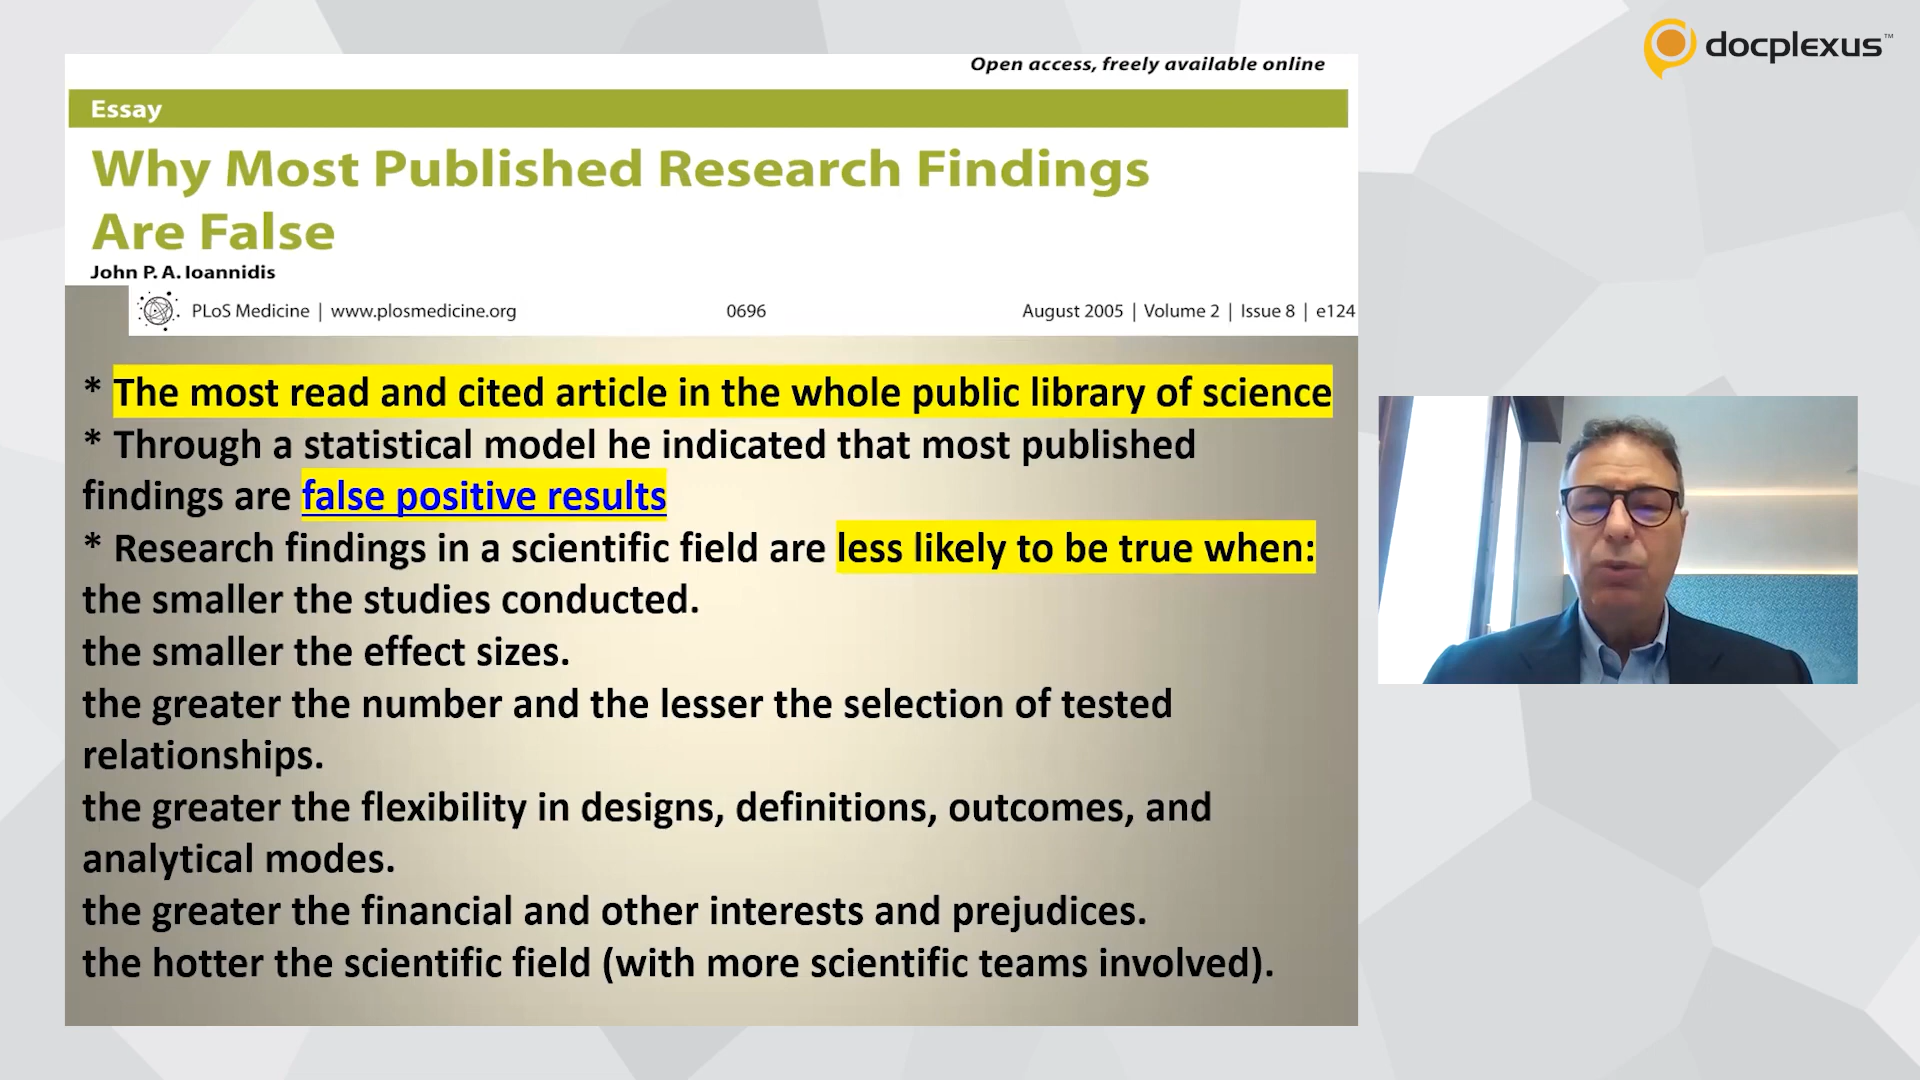 docplexus™
Open access, freely available online
Essay
Why Most Published Research Findings
Are False
John P. A. Ioannidis
PLoS Medicine | www.plosmedicine.org 0696 August 2005 | Volume 2 | Issue 8 | e124
* The most read and cited article in the whole public library of science
* Through a statistical model he indicated that most published
findings are false positive results
* Research findings in a scientific field are less likely to be true when:
the smaller the studies conducted.
the smaller the effect sizes.
the greater the number and the lesser the selection of tested
relationships.
the greater the flexibility in designs, definitions, outcomes, and
analytical modes.
the greater the financial and other interests and prejudices.
the hotter the scientific field (with more scientific teams involved).